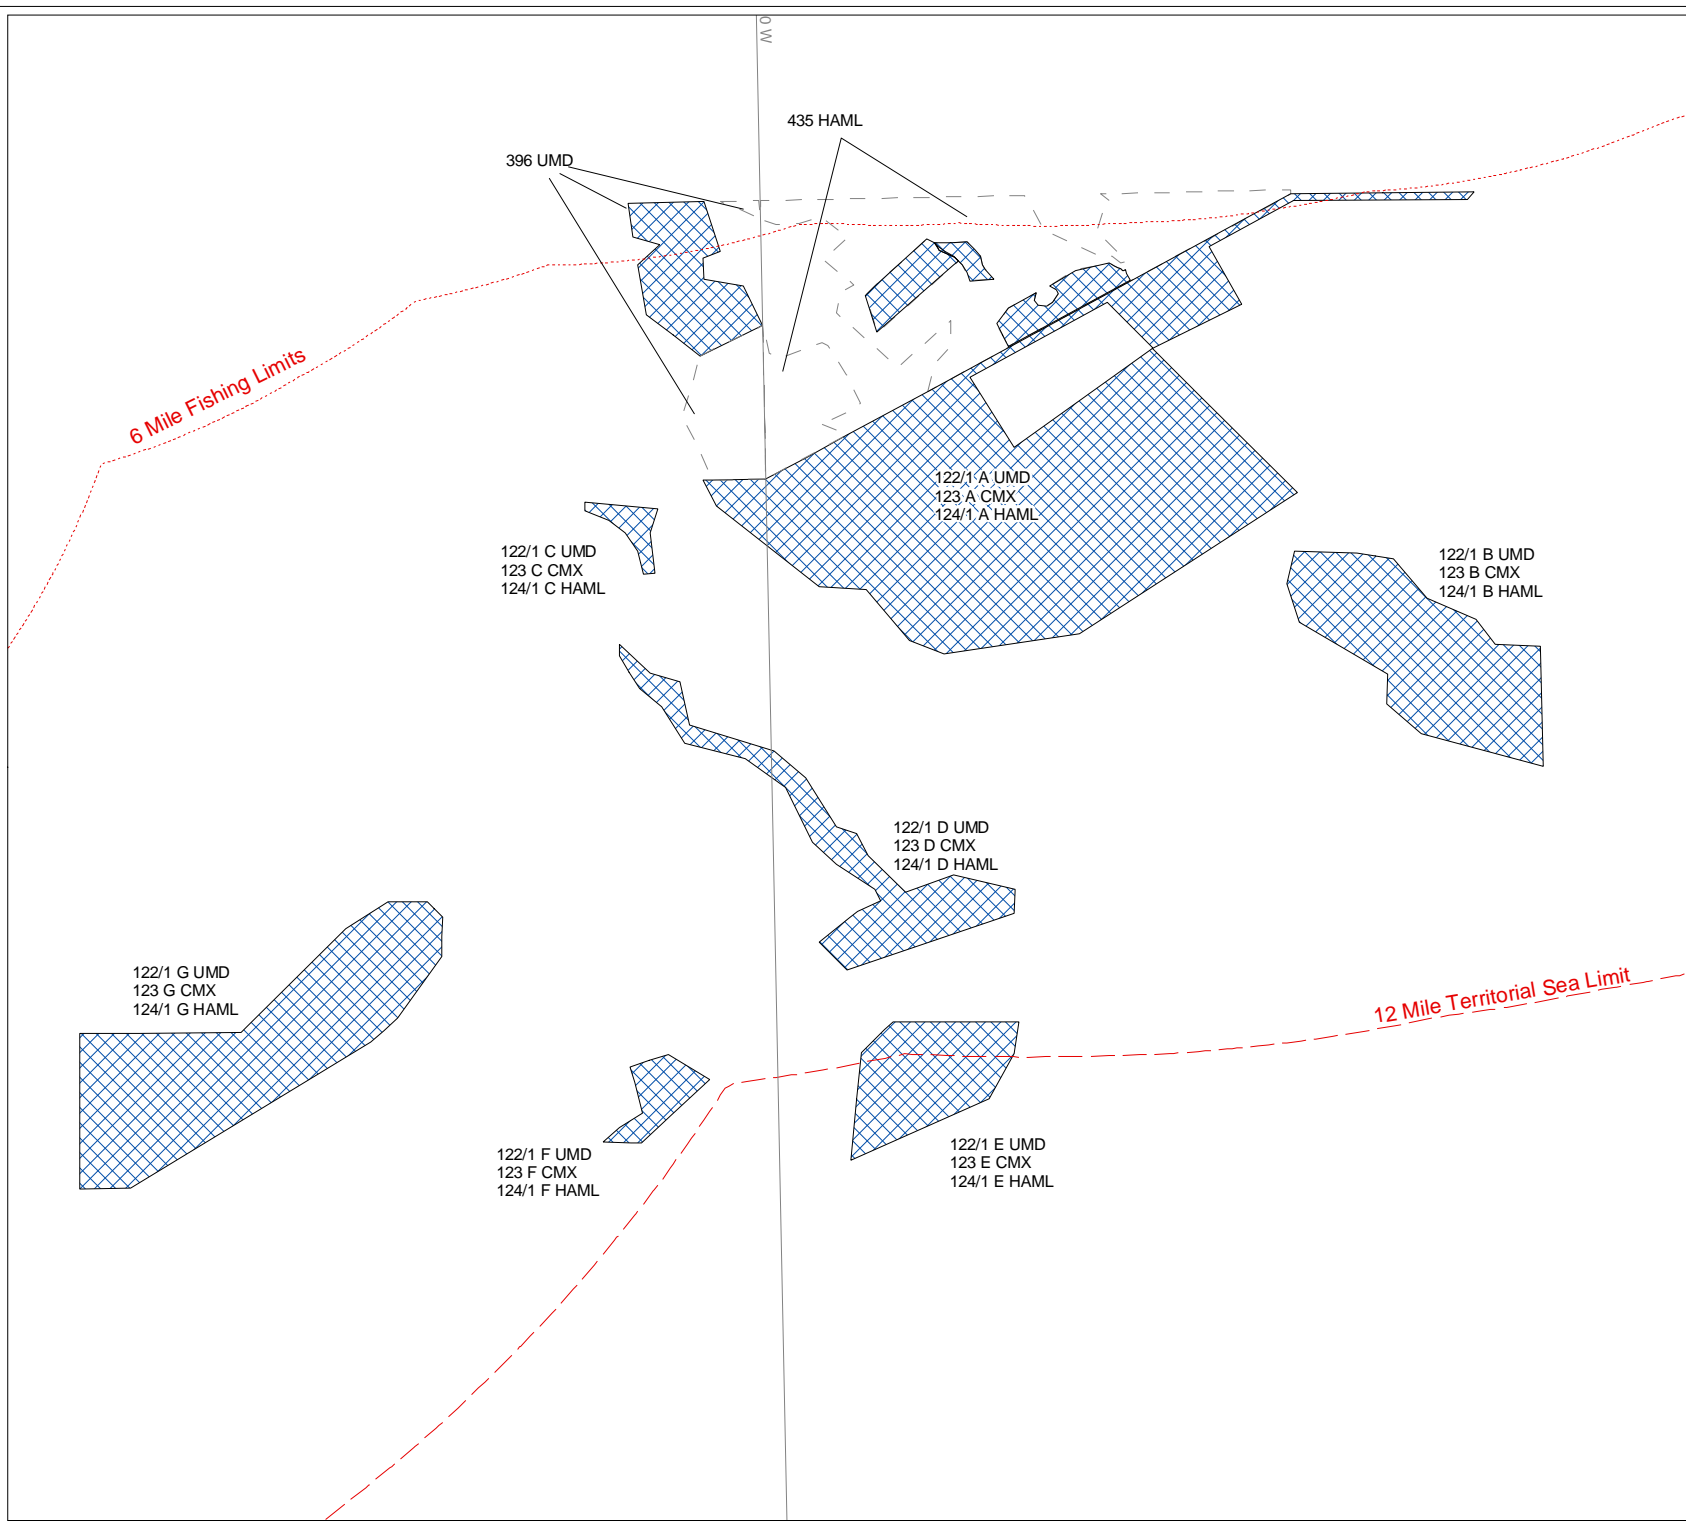 0 W
435 HAML
396 UMD
6 Mile Fishing Limits
122/1 A UMD
123 A CMX
124/1 A HAML
122/1 C UMD
123 C CMX
124/1 C HAML
122/1 B UMD
123 B CMX
124/1 B HAML
122/1 D UMD
123 D CMX
124/1 D HAML
122/1 G UMD
123 G CMX
124/1 G HAML
12 Mile Territorial Sea Limit
122/1 F UMD
123 F CMX
124/1 F HAML
122/1 E UMD
123 E CMX
124/1 E HAML